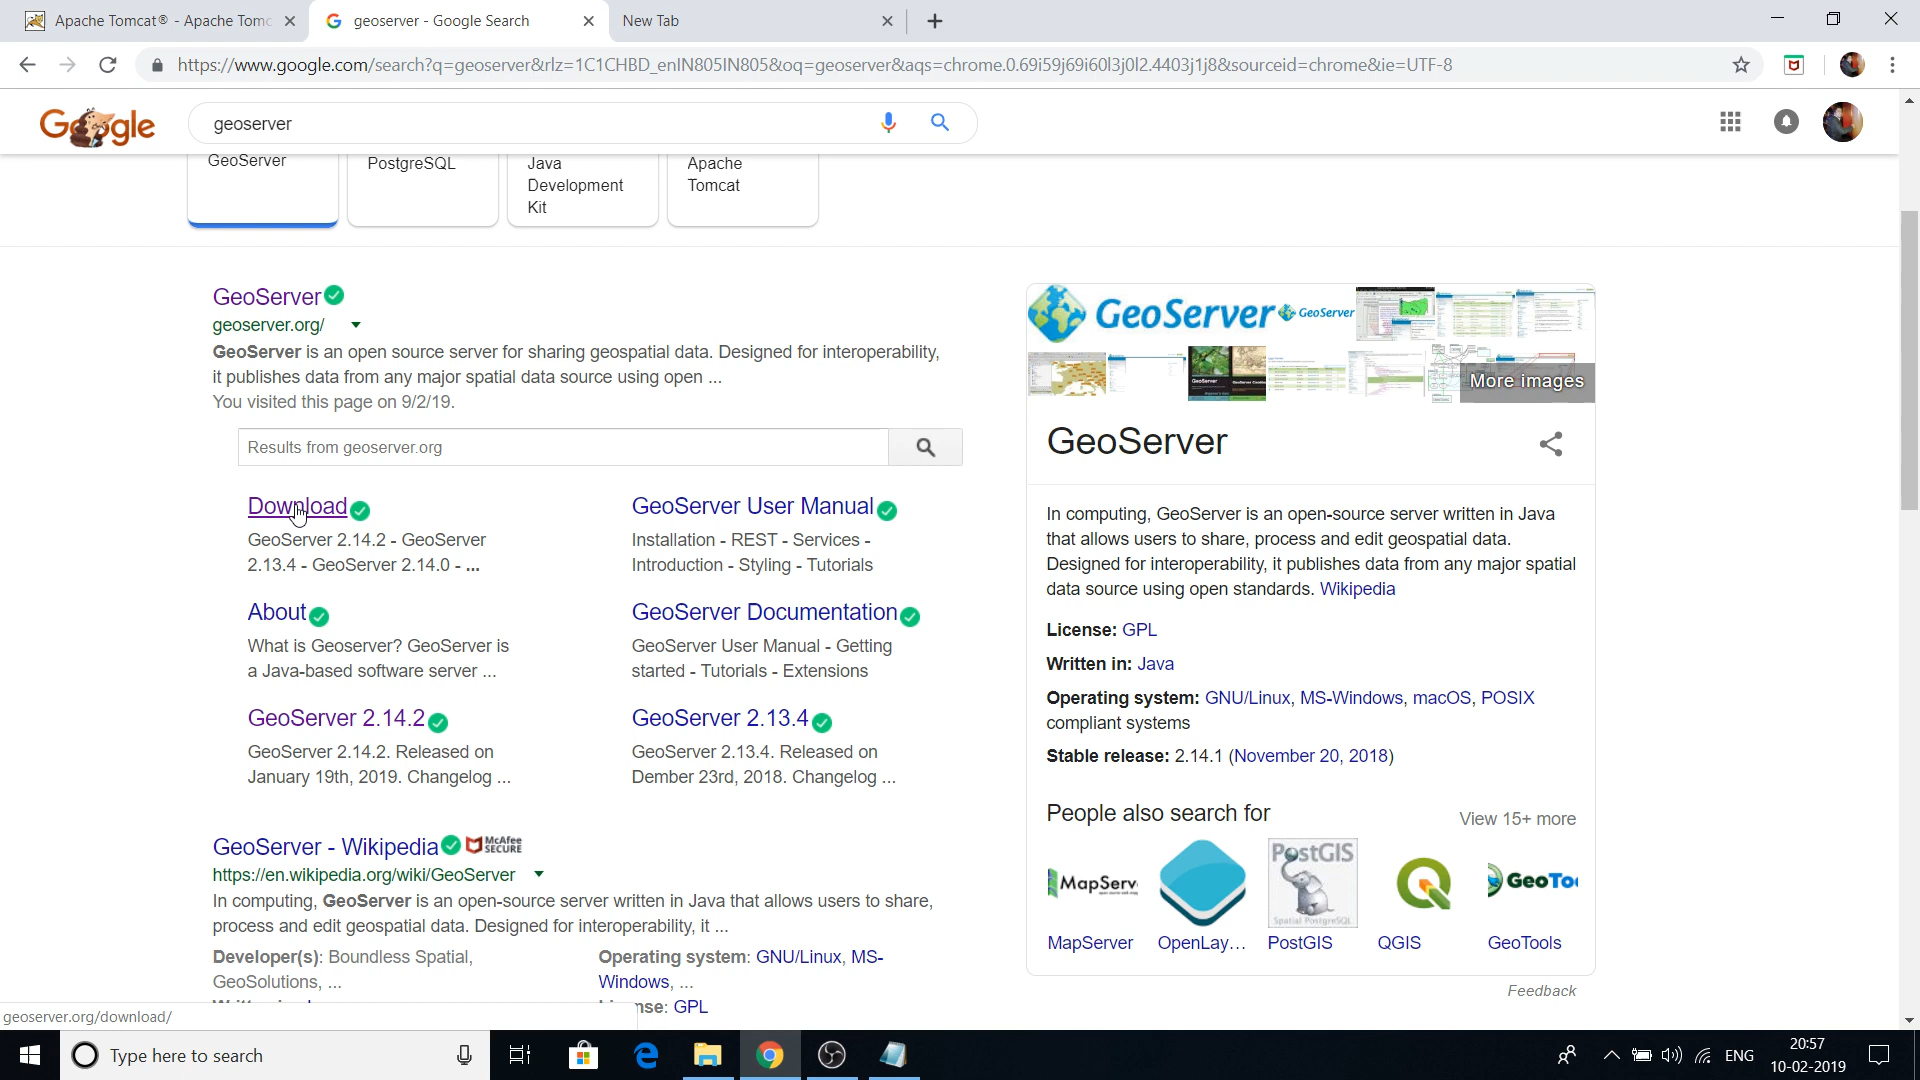 Apache Tomcat® - Apache Tomc
geoserver - Google Search
New Tab
https://www.google.com/search?q=geoserver&rlz=1C1CHBD_enIN805IN805&oq=geoserver&aqs=chrome.0.69i59j69i60l3j0l2.4403j1j8&sourceid=chrome&ie=UTF-8
Google
geoserver
GeoServer
PostgreSQL
Java
Development
Kit
Apache
Tomcat
GeoServer
geoserver.org/
GeoServer is an open source server for sharing geospatial data. Designed for interoperability,
it publishes data from any major spatial data source using open ...
You visited this page on 9/2/19.
Results from geoserver.org
Download
GeoServer 2.14.2 - GeoServer
2.13.4 - GeoServer 2.14.0 - ...
GeoServer User Manual
Installation - REST - Services -
Introduction - Styling - Tutorials
About
What is Geoserver? GeoServer is
a Java-based software server ...
GeoServer Documentation
GeoServer User Manual - Getting
started - Tutorials - Extensions
GeoServer 2.14.2
GeoServer 2.14.2. Released on
January 19th, 2019. Changelog ...
GeoServer 2.13.4
GeoServer 2.13.4. Released on
Dember 23rd, 2018. Changelog ...
GeoServer - Wikipedia
McAfee
SECURE
https://en.wikipedia.org/wiki/GeoServer
In computing, GeoServer is an open-source server written in Java that allows users to share,
process and edit geospatial data. Designed for interoperability, it ...
Developer(s): Boundless Spatial,
GeoSolutions, ...
Operating system: GNU/Linux, MS-
Windows, ...
nse: GPL
geoserver.org/download/
GeoServer
GeoServer
More images
GeoServer
In computing, GeoServer is an open-source server written in Java
that allows users to share, process and edit geospatial data.
Designed for interoperability, it publishes data from any major spatial
data source using open standards. Wikipedia
License: GPL
Written in: Java
Operating system: GNU/Linux, MS-Windows, macOS, POSIX
compliant systems
Stable release: 2.14.1 (November 20, 2018)
People also search for
View 15+ more
MapServ
PostGIS
Spatial PostgreSQL
GeoToo
MapServer
OpenLay...
PostGIS
QGIS
GeoTools
Feedback
Type here to search
ENG
20:57
10-02-2019